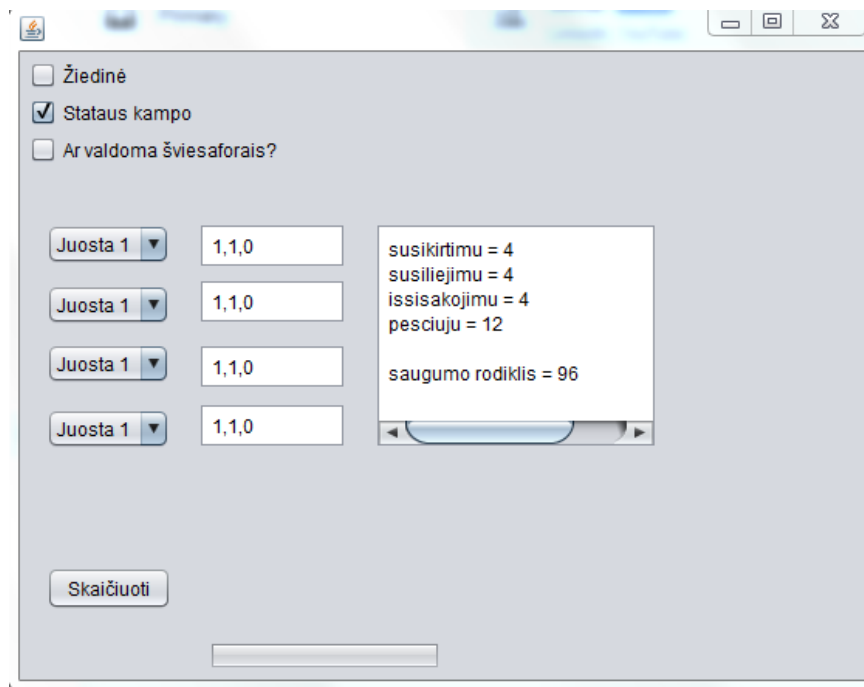 Žiedinė
Stataus kampo
Ar valdoma šviesaforais?
Juosta 1 1,1,0
Juosta 1 1,1,0
Juosta 1 1,1,0
Juosta 1 1,1,0
susikirtimu = 4
susiliejimu = 4
issisakojimu = 4
pesciuju = 12
saugumo rodiklis = 96
Skaičiuoti